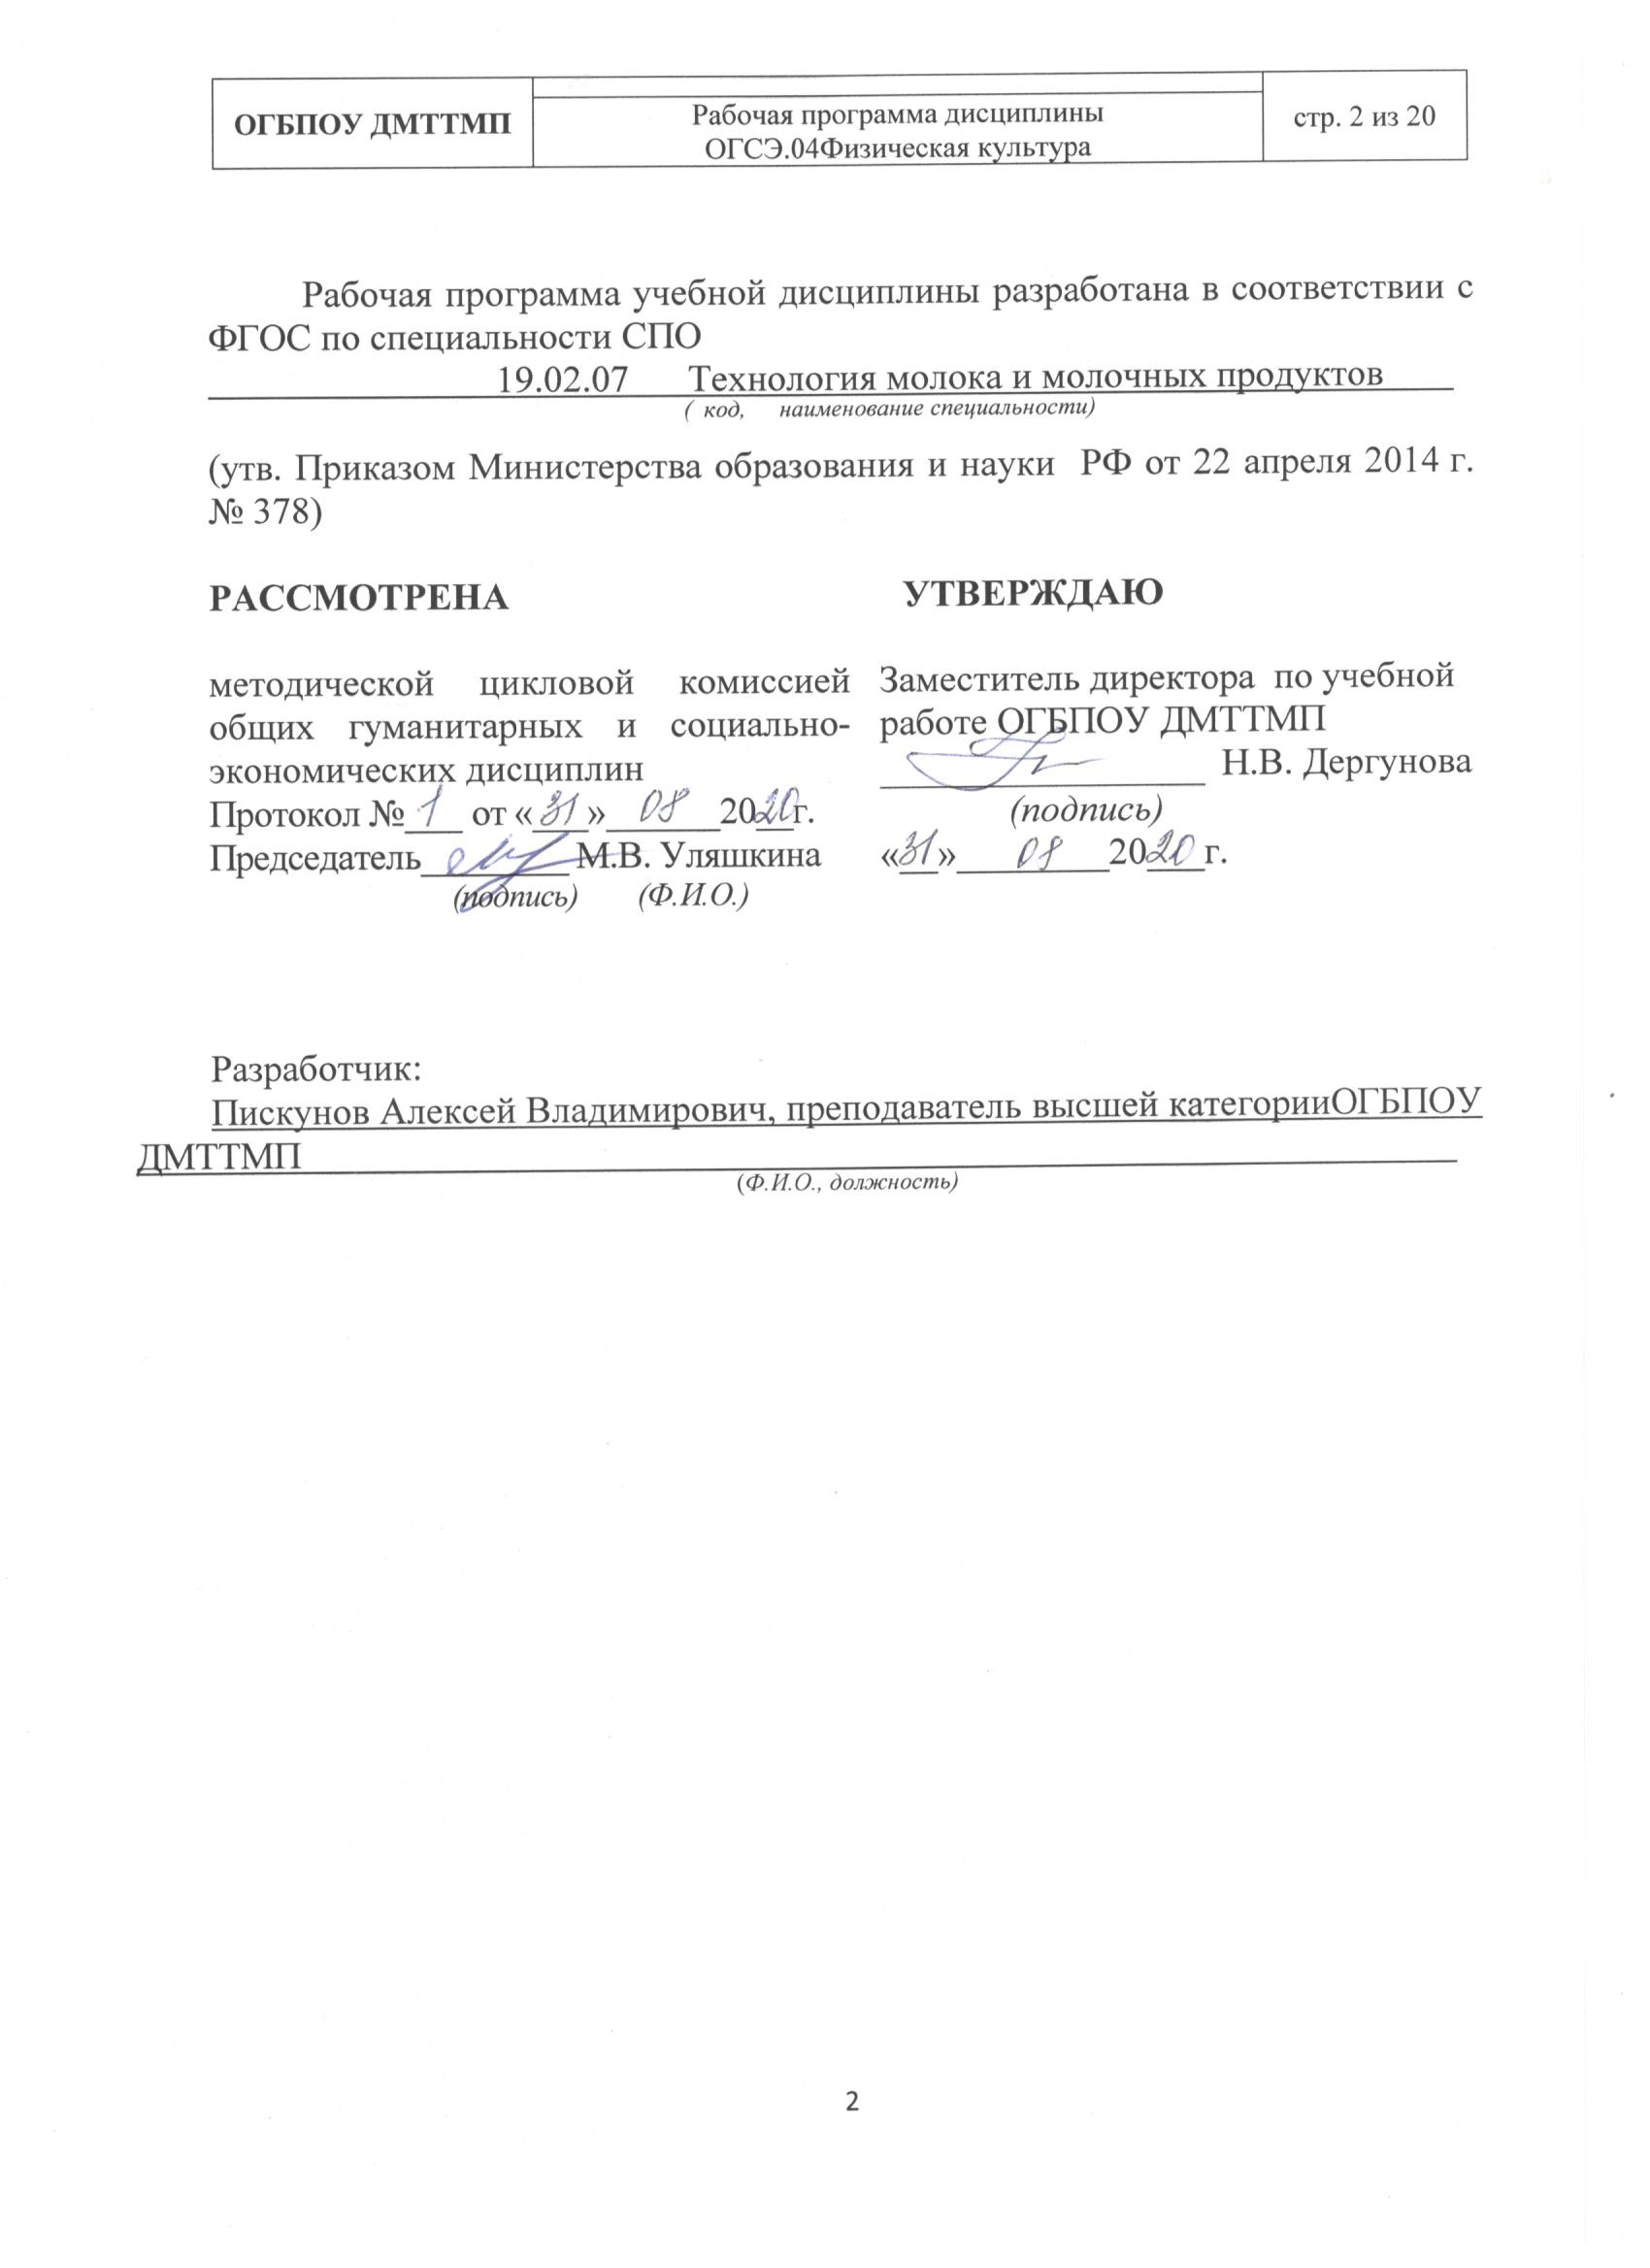 ОГБПОУ ДМТТМП
Рабочая программа дисциплины
ОГСЭ.04Физическая культура
стр. 2 из 20
Рабочая программа учебной дисциплины разработана в соответствии с
ФГОС по специальности СПО
19.02.07 Технология молока и молочных продуктов
( код, наименование специальности)
(утв. Приказом Министерства образования и науки РФ от 22 апреля 2014 г.
№ 378)
РАССМОТРЕНА
методической цикловой комиссией
общих гуманитарных и социально-
экономических дисциплин
Протокол № 1 от «31» 08 2020г.
Председатель М.В. Уляшкина
(подпись) (Ф.И.О.)
УТВЕРЖДАЮ
Заместитель директора по учебной
работе ОГБПОУ ДМТТМП
Н.В. Дергунова
(подпись)
«31» 08 2020 г.
Разработчик:
Пискунов Алексей Владимирович, преподаватель высшей категорииОГБПОУ
ДМТТМП
(Ф.И.О., должность)
2